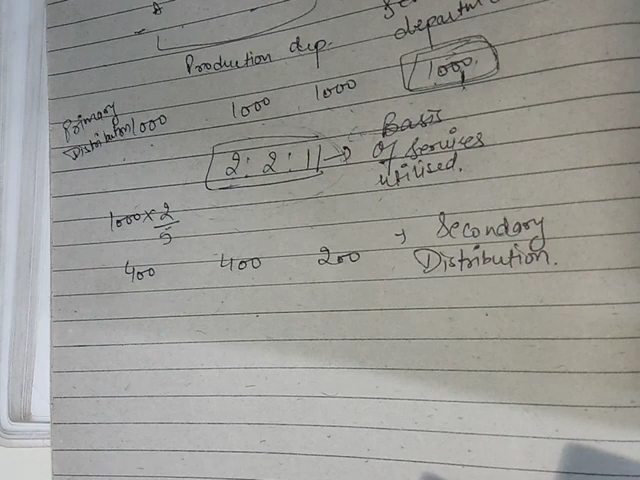 Production dep.
departm
Primary
Distribution 1000 1000 1000 1000
2 : 2 : 1 → Basis
of services
utilised.
1000 × 2/5
400 400 200 → Secondary
Distribution.